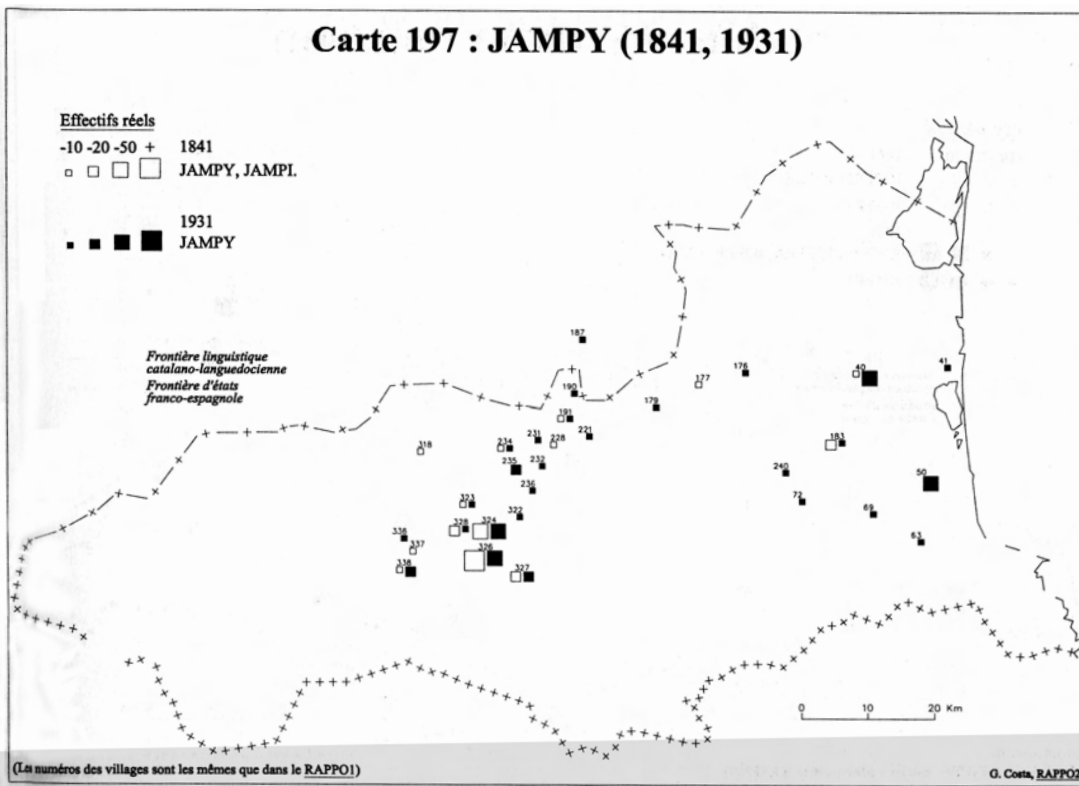 Carte 197 : JAMPY (1841, 1931)
Effectifs réels
-10 -20 -50 + 1841
JAMPY, JAMPI.
1931
JAMPY
Frontière linguistique
catalano-languedocienne
Frontière d'états
franco-espagnole
187
190
176
177
40
41
179
191
221
231
228
183
318
234
235
232
236
240
50
72
323
322
69
328
324
336
63
337
326
338
327
0 10 20 Km
(Les numéros des villages sont les mêmes que dans le RAPPO1)
G. Costa, RAPPO2